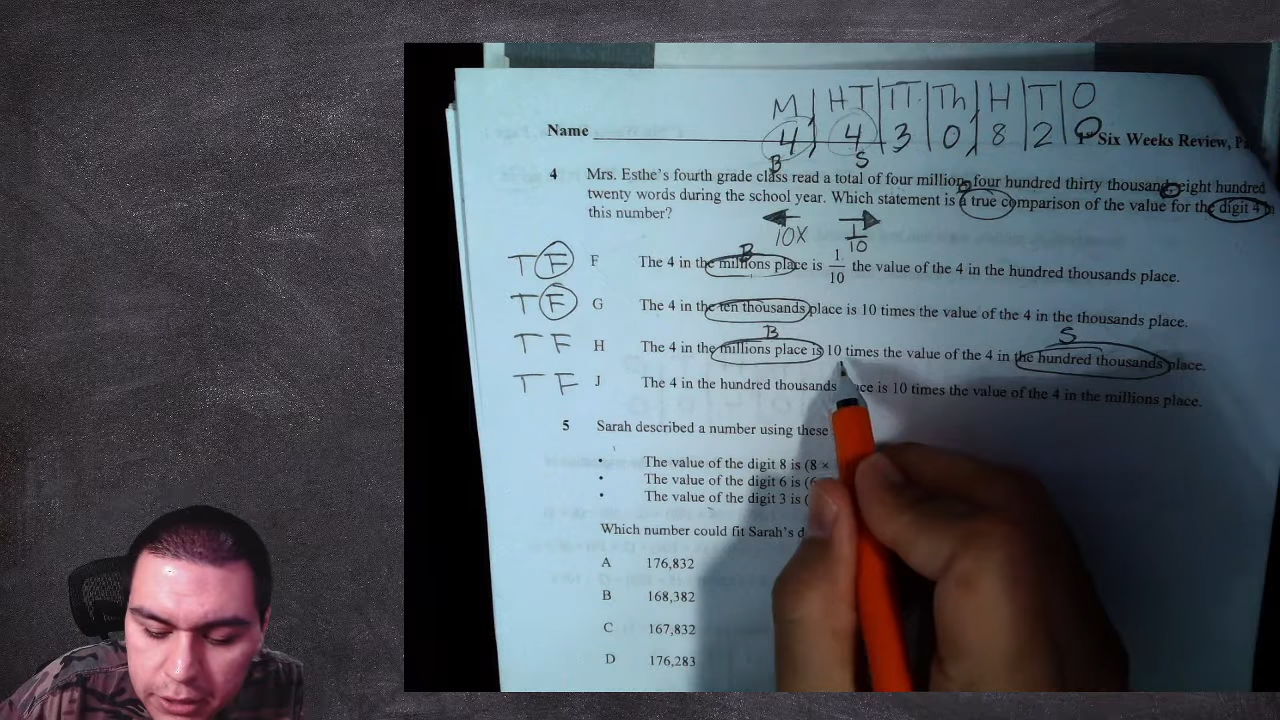 M HT TT Th H T O
Name 4, 4 3 0, 8 2 0 Six Weeks Review,
B S
4 Mrs. Esthe's fourth grade class read a total of four million, four hundred thirty thousand, eight hundred
twenty words during the school year. Which statement is a true comparison of the value for the digit 4
this number?
10X 1/10
B
T F F The 4 in the millions place is 1/10 the value of the 4 in the hundred thousands place.
T F G The 4 in the ten thousands place is 10 times the value of the 4 in the thousands place.
B S
T F H The 4 in the millions place is 10 times the value of the 4 in the hundred thousands place.
T F J The 4 in the hundred thousands is 10 times the value of the 4 in the millions place.
5 Sarah described a number using these
• The value of the digit 8 is (8 ×
• The value of the digit 6 is (6
• The value of the digit 3 is (
Which number could fit Sarah's
A 176,832
B 168,382
C 167,832
D 176,283